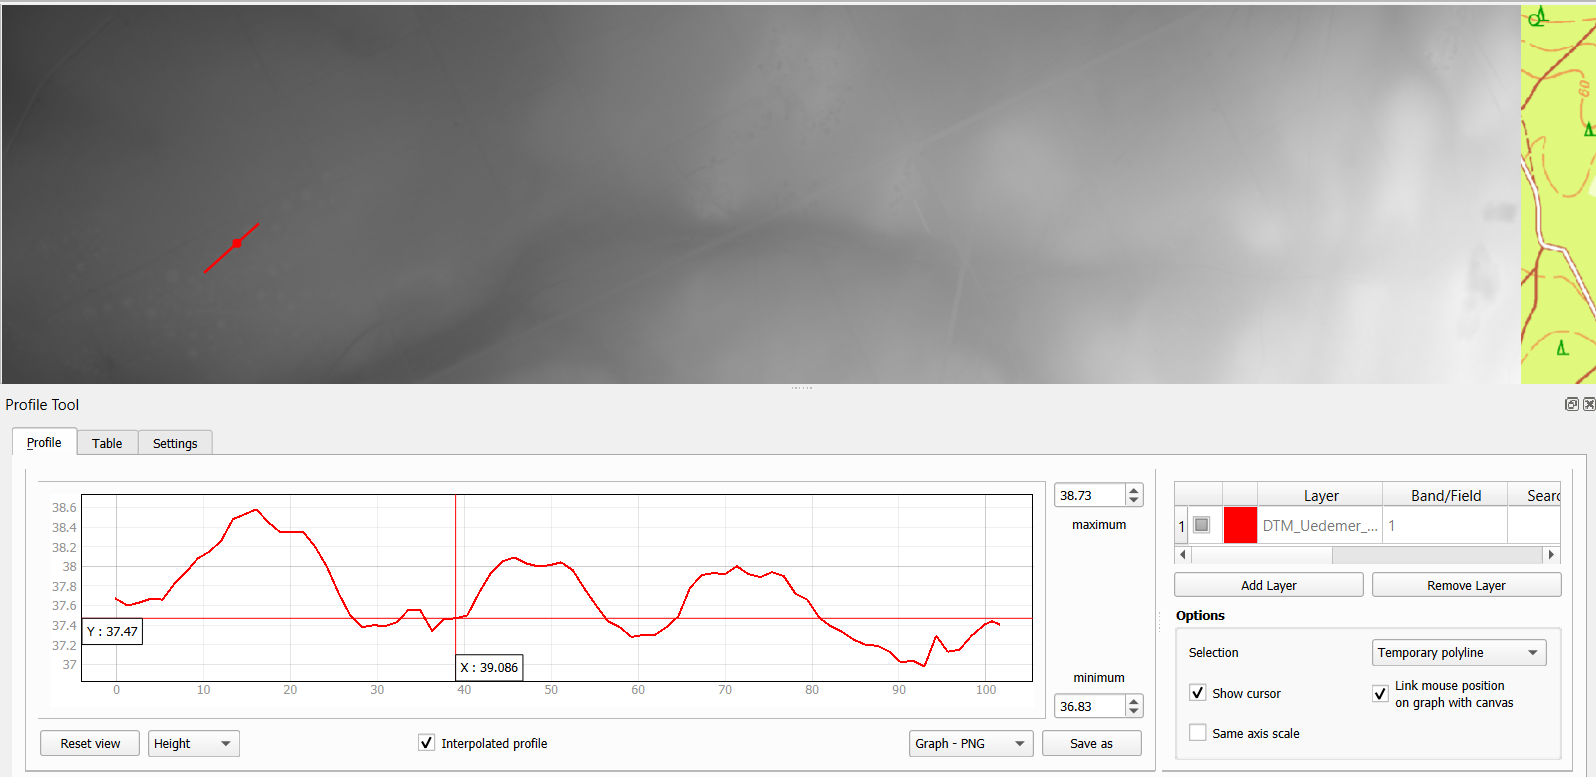 60
Profile Tool
Profile
Table
Settings
38.6
38.4
38.2
38
37.8
37.6
37.4
37.2
37
Y : 37.47
X : 39.086
0
10
20
30
40
50
60
70
80
90
100
38.73
maximum
minimum
36.83
Layer
Band/Field
Searc
1
DTM_Uedemer_...
1
Add Layer
Remove Layer
Options
Selection
Temporary polyline
Show cursor
Link mouse position
on graph with canvas
Same axis scale
Reset view
Height
Interpolated profile
Graph - PNG
Save as